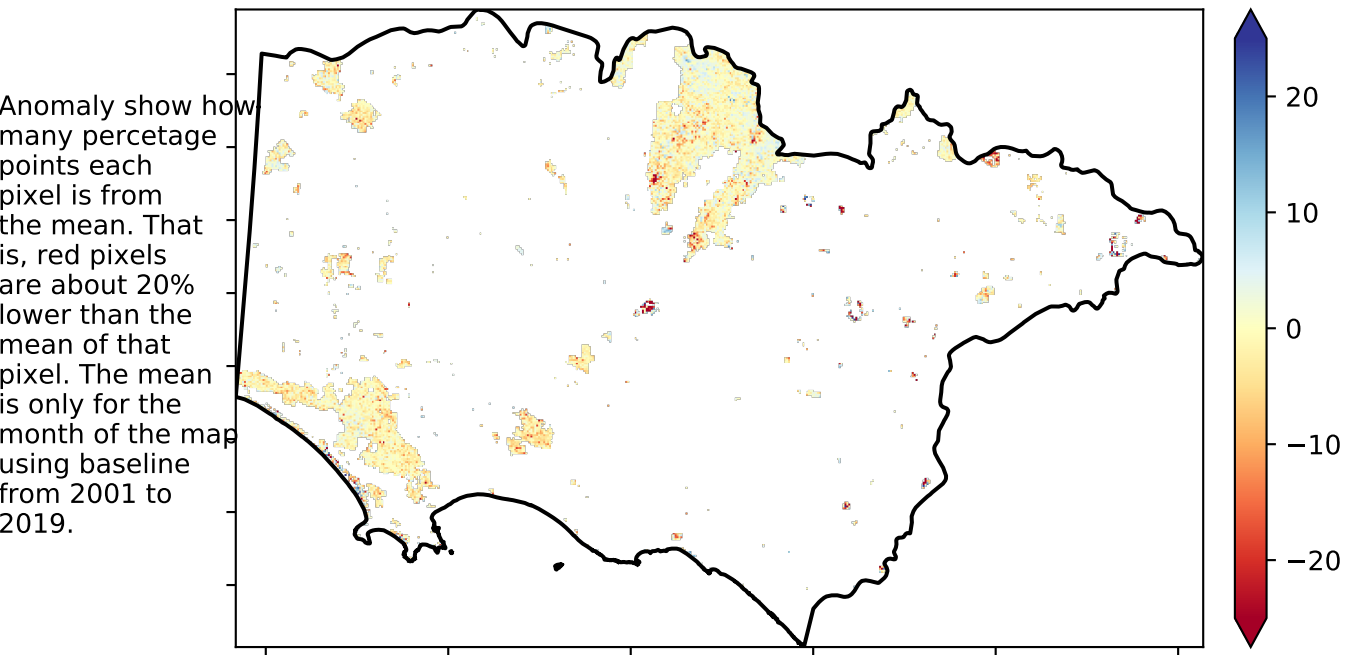 Anomaly show how
many percetage
points each
pixel is from
the mean. That
is, red pixels
are about 20%
lower than the
mean of that
pixel. The mean
is only for the
month of the map
using baseline
from 2001 to
2019.
20
10
0
−10
−20